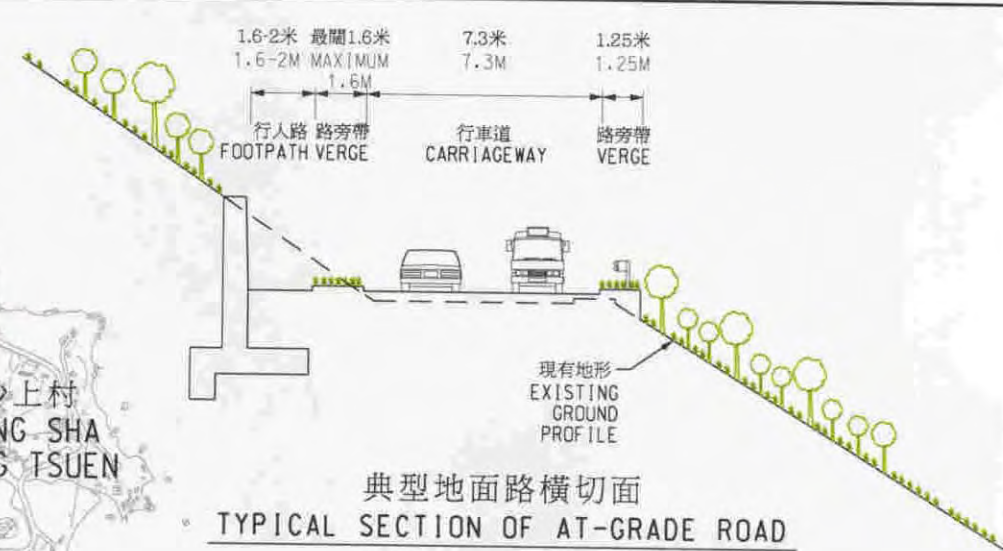 1.6-2米 最闊1.6米 7.3米 1.25米
1.6-2M MAXIMUM 7.3M 1.25M
1.6M
行人路 路旁帶 行車道 路旁帶
FOOTPATH VERGE CARRIAGEWAY VERGE
現有地形
EXISTING
GROUND
PROFILE
上村
NG SHA
TSUEN
典型地面路橫切面
TYPICAL SECTION OF AT-GRADE ROAD